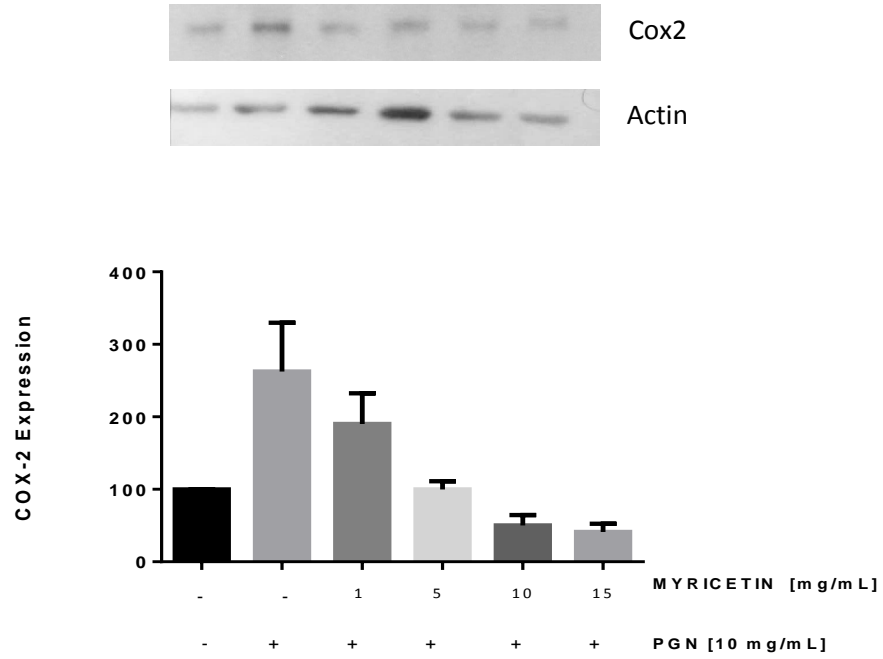 Cox2
Actin
COX-2 Expression
400
300
200
100
0
- - 1 5 10 15 MYRICETIN [mg/mL]
- + + + + + PGN [10 mg/mL]